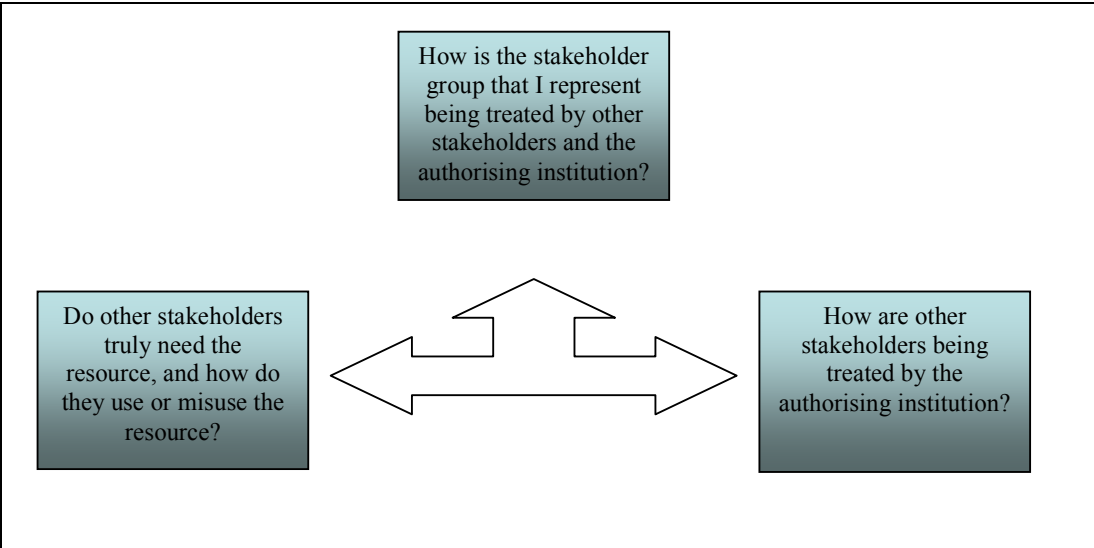 How is the stakeholder
group that I represent
being treated by other
stakeholders and the
authorising institution?
Do other stakeholders
truly need the
resource, and how do
they use or misuse the
resource?
How are other
stakeholders being
treated by the
authorising institution?